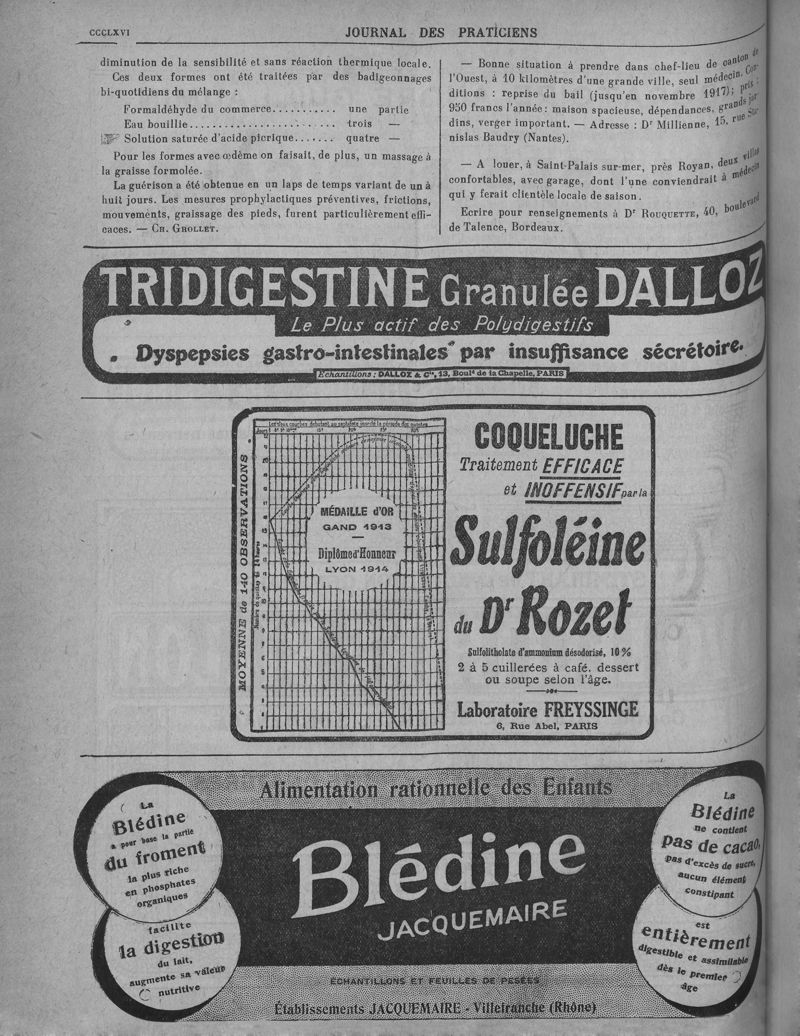 CCCLXVI
JOURNAL DES PRATICIENS
diminution de la sensibilité et sans réaction thermique locale.
Ces deux formes ont été traitées par des badigeonnages
bi-quotidiens du mélange :
Formaldéhyde du commerce........... une partie
Eau bouillie........................... trois —
Solution saturée d'acide picrique....... quatre —
Pour les formes avec œdème on faisait, de plus, un massage à
la graisse formolée.
La guérison a été obtenue en un laps de temps variant de un à
huit jours. Les mesures prophylactiques préventives, frictions,
mouvements, graissage des pieds, furent particulièrement effi-
caces. — CH. GROLLET.
— Bonne situation à prendre dans chef-lieu de canton de
l'Ouest, à 10 kilomètres d'une grande ville, seul médecin. Con-
ditions : reprise du bail (jusqu'en novembre 1917); prix :
950 francs l'année: maison spacieuse, dépendances, grands jar-
dins, verger important. — Adresse : Dr Millienne, 15, rue Sta-
nislas Baudry (Nantes).
— A louer, à Saint-Palais sur-mer, près Royan, deux villas
confortables, avec garage, dont l'une conviendrait à médecin
qui y ferait clientèle locale de saison.
Ecrire pour renseignements à Dr ROUQUETTE, 40, boulevard
de Talence, Bordeaux.
TRIDIGESTINE Granulée DALLOZ
Le Plus actif des Polydigestifs
Dyspepsies gastro-intestinales par insuffisance sécrétoire.
Echantillons : DALLOZ & Cie, 13, Bould de la Chapelle, PARIS
MOYENNE de 140 OBSERVATIONS.
Jours
MÉDAILLE d'OR
GAND 1913
Diplôme d'Honneur
LYON 1914
COQUELUCHE
Traitement EFFICACE
et INOFFENSIF par la
Sulfoléine
du Dr Rozet
Sulfolitholate d'ammonium désodorisé, 10 %
2 à 5 cuillerées à café. dessert
ou soupe selon l'âge.
Laboratoire FREYSSINGE
6, Rue Abel, PARIS
Alimentation rationnelle des Enfants
La
Blédine
a pour base la partie
du froment
la plus riche
en phosphates
organiques
facilite
la digestion
du lait,
augmente sa valeur
nutritive
Blédine
JACQUEMAIRE
La
Blédine
ne contient
pas de cacao,
pas d'excès de sucre,
aucun élément
constipant
est
entièrement
digestible et assimilable
dès le premier
âge
ÉCHANTILLONS ET FEUILLES DE PESÉES
Établissements JACQUEMAIRE - Villefranche (Rhône)